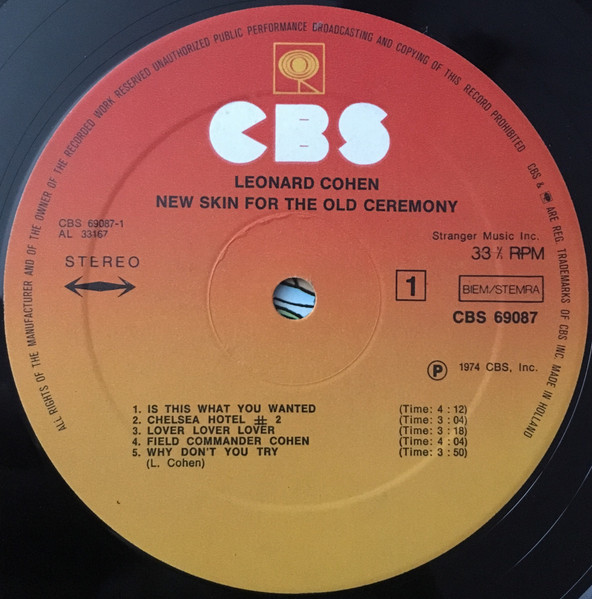 ALL RIGHTS OF THE MANUFACTURER AND OF THE OWNER OF THE RECORDED WORK RESERVED UNAUTHORIZED PUBLIC PERFORMANCE BROADCASTING AND COPYING OF THIS RECORD PROHIBITED CBS & ARE REG. TRADEMARKS OF CBS INC. MADE IN HOLLAND
CBS
LEONARD COHEN
NEW SKIN FOR THE OLD CEREMONY
CBS 69087-1
AL 33167
STEREO
Stranger Music Inc.
33 ⅓ RPM
1
BIEM/STEMRA
CBS 69087
Ⓟ 1974 CBS, Inc.
1. IS THIS WHAT YOU WANTED (Time: 4 : 12)
2. CHELSEA HOTEL # 2 (Time: 3 : 04)
3. LOVER LOVER LOVER (Time: 3 : 18)
4. FIELD COMMANDER COHEN (Time: 4 : 04)
5. WHY DON'T YOU TRY (Time: 3 : 50)
(L. Cohen)